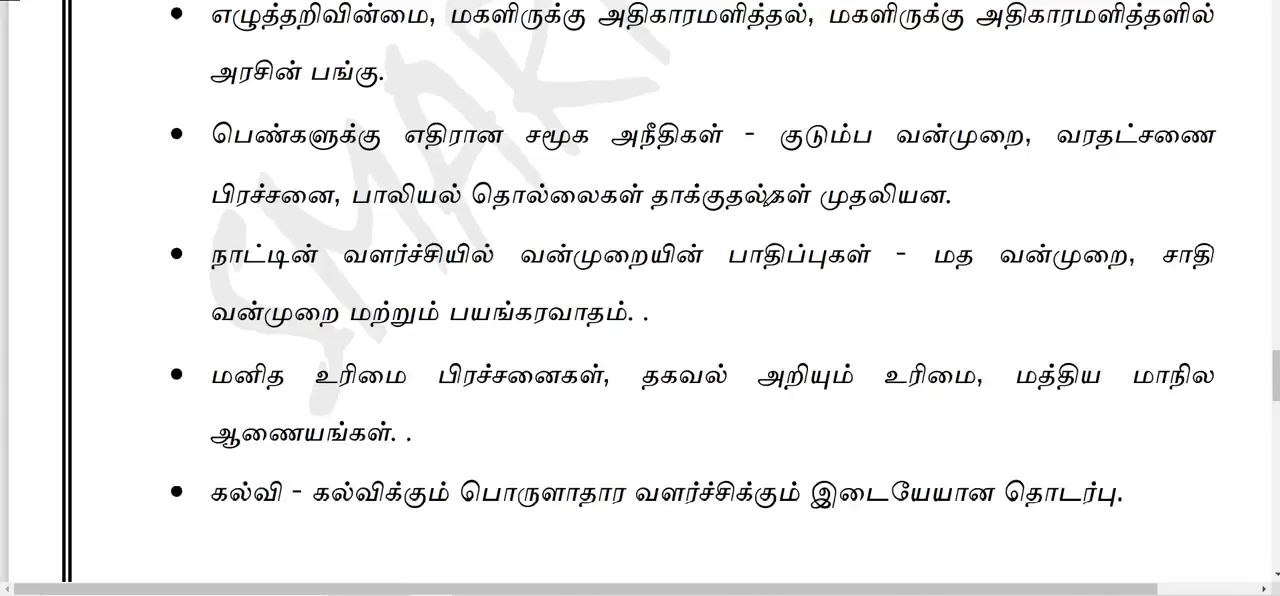 • எழுத்தறிவின்மை, மகளிருக்கு அதிகாரமளித்தல், மகளிருக்கு அதிகாரமளித்தளில்
அரசின் பங்கு.
• பெண்களுக்கு எதிரான சமூக அநீதிகள் - குடும்ப வன்முறை, வரதட்சணை
பிரச்சனை, பாலியல் தொல்லைகள் தாக்குதல்கள் முதலியன.
• நாட்டின் வளர்ச்சியில் வன்முறையின் பாதிப்புகள் - மத வன்முறை, சாதி
வன்முறை மற்றும் பயங்கரவாதம். .
• மனித உரிமை பிரச்சனைகள், தகவல் அறியும் உரிமை, மத்திய மாநில
ஆணையங்கள். .
• கல்வி - கல்விக்கும் பொருளாதார வளர்ச்சிக்கும் இடையேயான தொடர்பு.
SMART